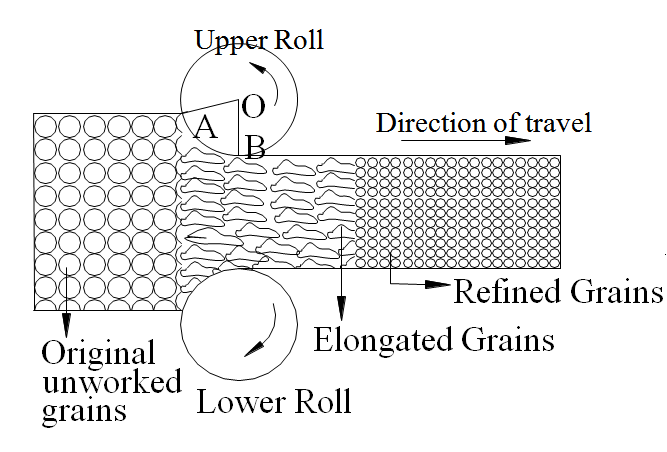 Upper Roll
O
A
B
Direction of travel
Refined Grains
Elongated Grains
Original
unworked
grains
Lower Roll